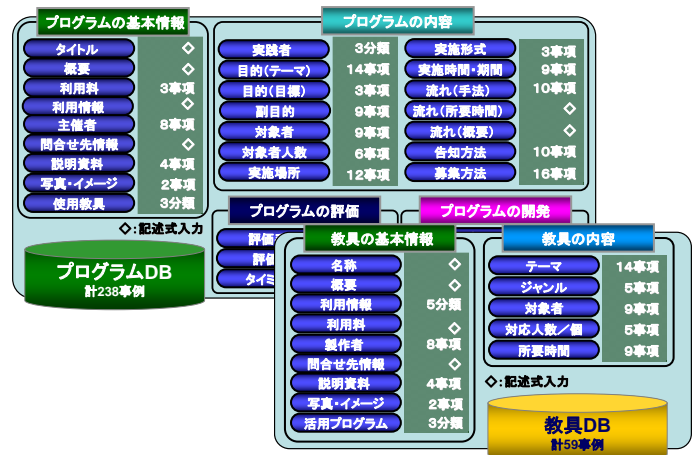 プログラムの基本情報
タイトル ◇
概要 ◇
利用料 3事項
利用情報 ◇
主催者 8事項
問合せ先情報 ◇
説明資料 4事項
写真・イメージ 2事項
使用教具 3分類
◇:記述式入力
プログラムDB
計238事例
プログラムの内容
実践者 3分類
目的(テーマ) 14事項
目的(目標) 3事項
副目的 9事項
対象者 9事項
対象者人数 6事項
実施場所 12事項
実施形式 3事項
実施時間・期間 9事項
流れ(手法) 10事項
流れ(所要時間) ◇
流れ(概要) ◇
告知方法 10事項
募集方法 16事項
プログラムの評価
評価
評価
タイミ
プログラムの開発
教具の基本情報
名称 ◇
概要 ◇
利用情報 5分類
利用料 ◇
製作者 8事項
問合せ先情報 ◇
説明資料 4事項
写真・イメージ 2事項
活用プログラム 3分類
教具の内容
テーマ 14事項
ジャンル 5事項
対象者 9事項
対応人数/個 5事項
所要時間 9事項
◇:記述式入力
教具DB
計59事例